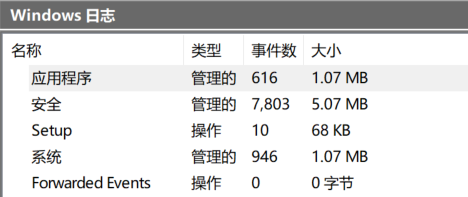 Windows 日志
名称 类型 事件数 大小
应用程序 管理的 616 1.07 MB
安全 管理的 7,803 5.07 MB
Setup 操作 10 68 KB
系统 管理的 946 1.07 MB
Forwarded Events 操作 0 0 字节